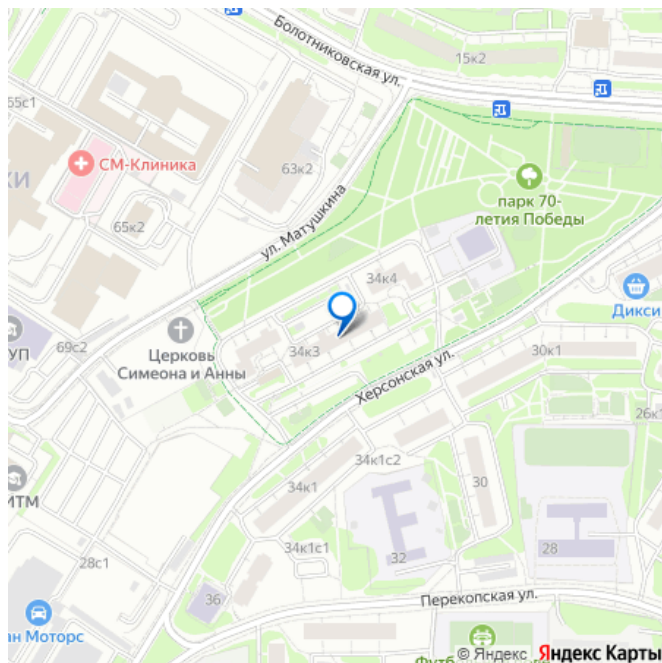 Болотниковская ул.
15к2
65с1
СМ-Клиника
63к2
КИ
65к2
ул. Матушкина
парк 70-
летия Победы
34к4
Дикси
69с2
УП
Церковь
Симеона и Анны
34к3
Херсонская ул.
30к1
26к1
34к1с2
34к1
30
ИТМ
34к1с1
32
28
28с1
36
Перекопская ул.
ан Моторс
© Яндекс
Яндекс Карты